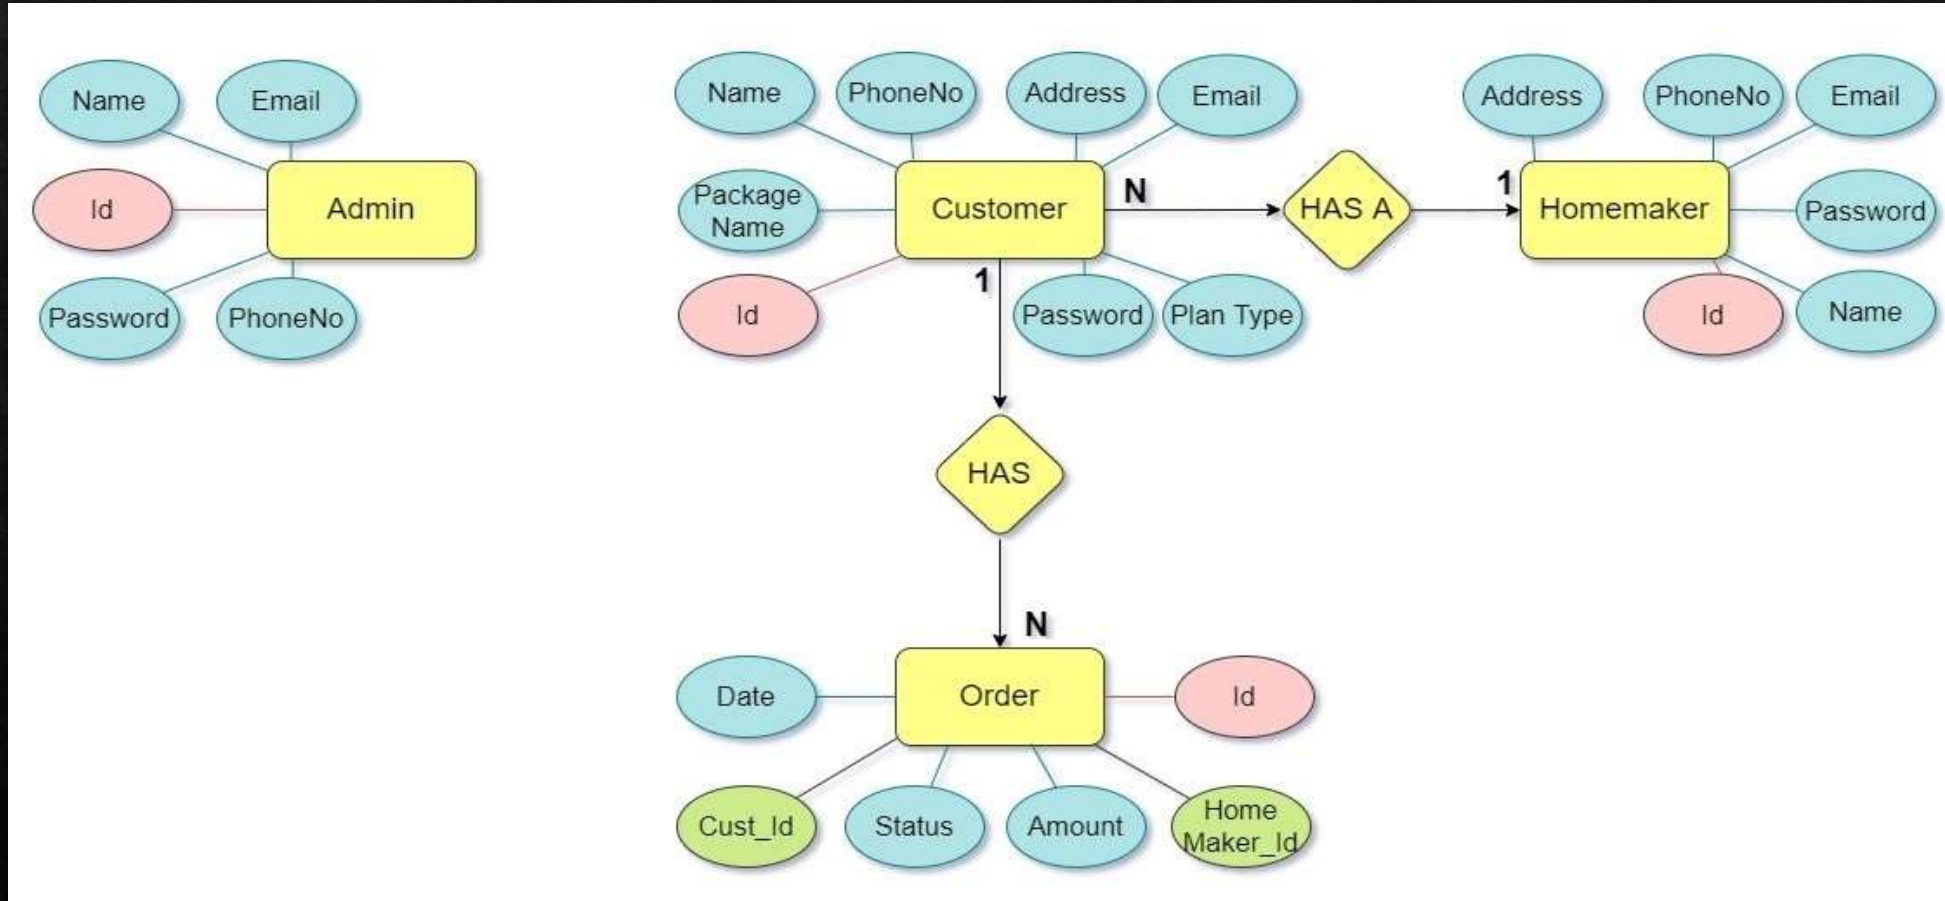 Name
Email
Id
Admin
Password
PhoneNo
Name
PhoneNo
Address
Email
Package
Name
Customer
Id
Password
Plan Type
N
HAS A
1
Address
PhoneNo
Email
Homemaker
Password
Id
Name
1
HAS
N
Date
Order
Id
Cust_Id
Status
Amount
Home
Maker_Id